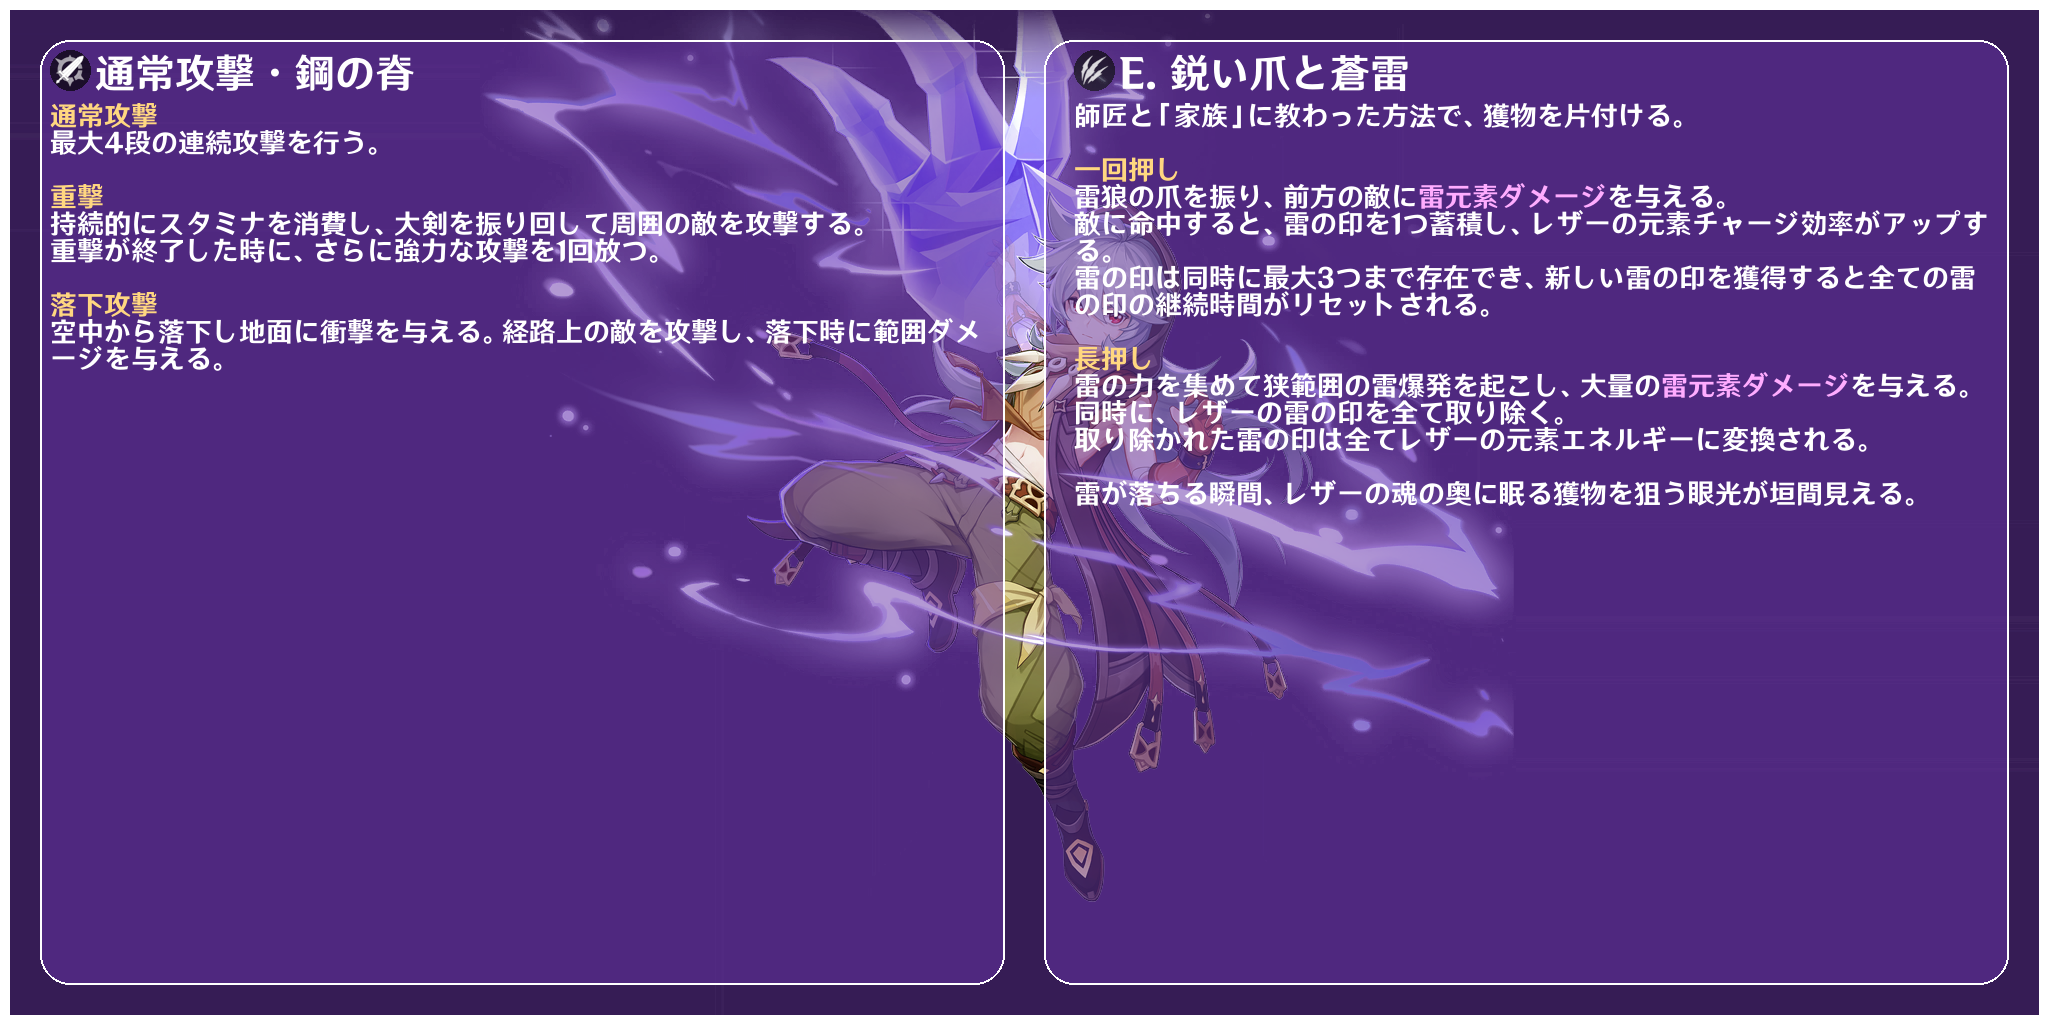 通常攻撃・鋼の脊
通常攻撃
最大4段の連続攻撃を行う。
重撃
持続的にスタミナを消費し、大剣を振り回して周囲の敵を攻撃する。
重撃が終了した時に、さらに強力な攻撃を1回放つ。
落下攻撃
空中から落下し地面に衝撃を与える。経路上の敵を攻撃し、落下時に範囲ダメ
ージを与える。
E. 鋭い爪と蒼雷
師匠と「家族」に教わった方法で、獲物を片付ける。
一回押し
雷狼の爪を振り、前方の敵に雷元素ダメージを与える。
敵に命中すると、雷の印を1つ蓄積し、レザーの元素チャージ効率がアップす
る。
雷の印は同時に最大3つまで存在でき、新しい雷の印を獲得すると全ての雷
の印の継続時間がリセットされる。
長押し
雷の力を集めて狭範囲の雷爆発を起こし、大量の雷元素ダメージを与える。
同時に、レザーの雷の印を全て取り除く。
取り除かれた雷の印は全てレザーの元素エネルギーに変換される。
雷が落ちる瞬間、レザーの魂の奥に眠る獲物を狙う眼光が垣間見える。